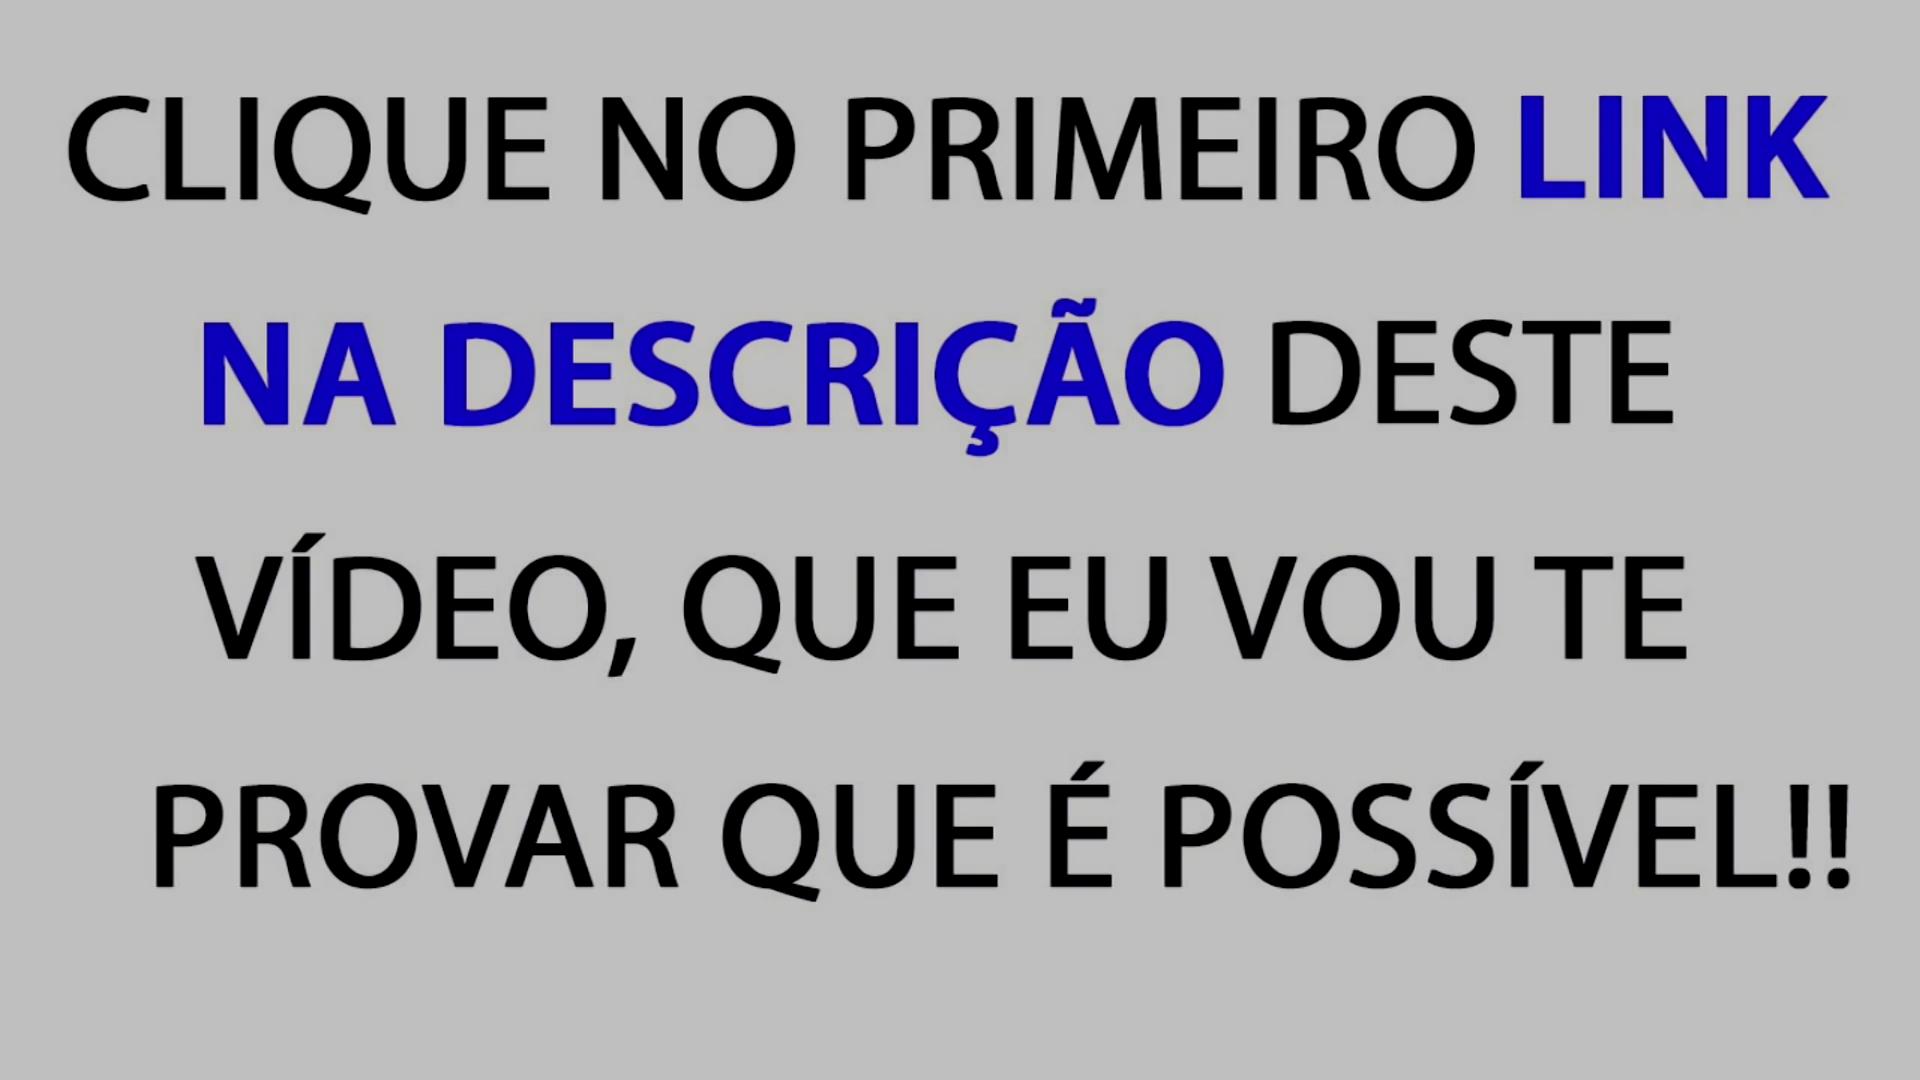 CLIQUE NO PRIMEIRO LINK
NA DESCRIÇÃO DESTE
VÍDEO, QUE EU VOU TE
PROVAR QUE É POSSÍVEL!!